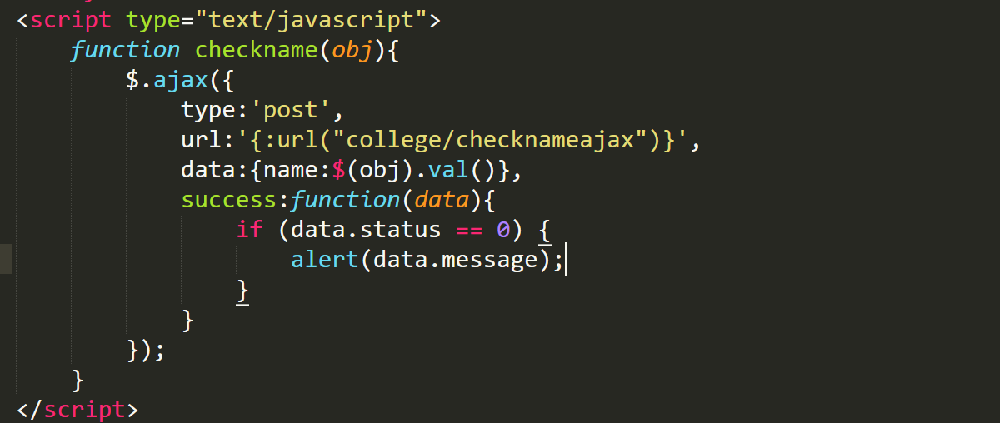 <script type="text/javascript">
function checkname(obj){
$.ajax({
type:'post',
url:'{:url("college/checknameajax")}',
data:{name:$(obj).val()},
success:function(data){
if (data.status == 0) {
alert(data.message);
}
}
});
}
</script>